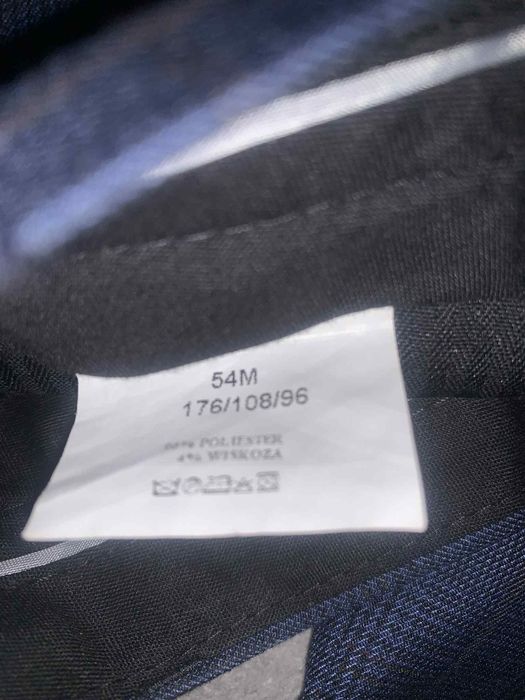 54M
176/108/96
POLIESTER
4% WISKOZA